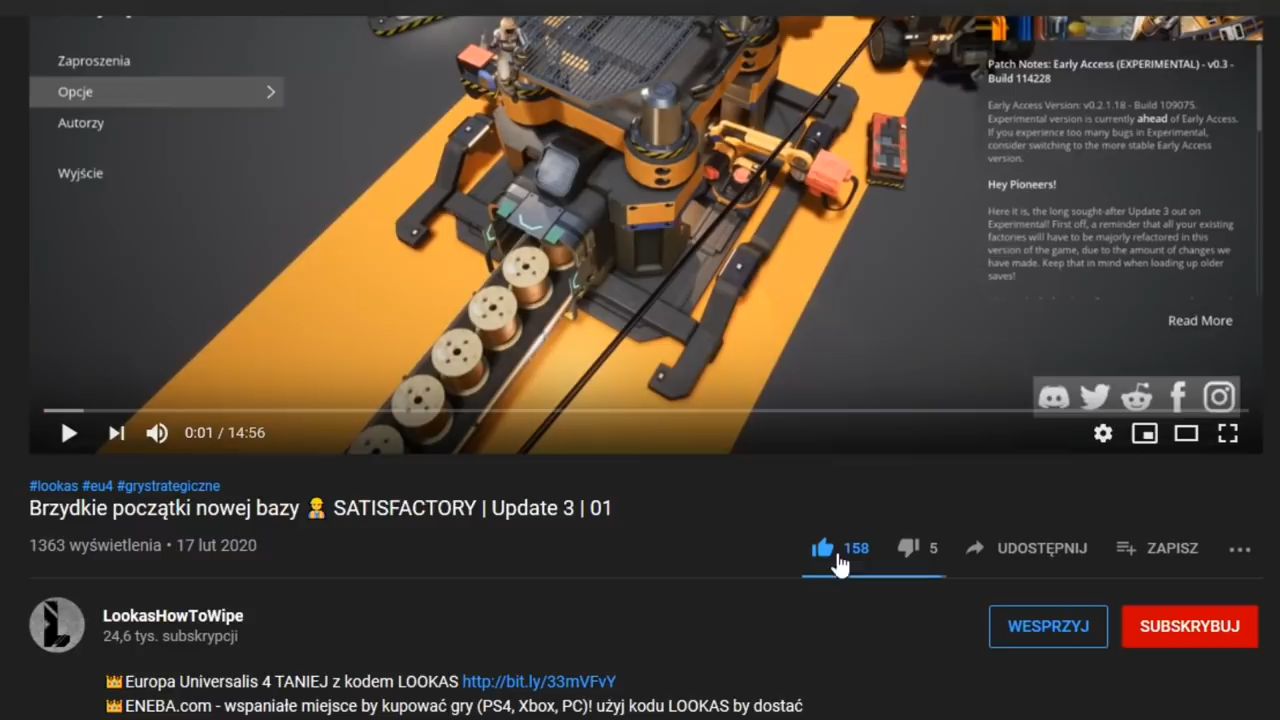 Zaproszenia
Opcje
Autorzy
Wyjście
Patch Notes: Early Access (EXPERIMENTAL) - v0.3 -
Build 114228
Early Access Version: v0.2.1.18 - Build 109075.
Experimental version is currently ahead of Early Access.
If you experience too many bugs in Experimental,
consider switching to the more stable Early Access
version.
Hey Pioneers!
Here it is, the long sought-after Update 3 out on
Experimental! First off, a reminder that all your existing
factories will have to be majorly refactored in this
version of the game, due to the amount of changes we
have made. Keep that in mind when loading up older
saves!
Read More
0:01 / 14:56
#lookas #eu4 #grystrategiczne
Brzydkie początki nowej bazy 👷 SATISFACTORY | Update 3 | 01
1363 wyświetlenia • 17 lut 2020
158
5
UDOSTĘPNIJ
ZAPISZ
LookasHowToWipe
24,6 tys. subskrypcji
WESPRZYJ
SUBSKRYBUJ
👑Europa Universalis 4 TANIEJ z kodem LOOKAS http://bit.ly/33mVFvY
👑ENEBA.com - wspaniałe miejsce by kupować gry (PS4, Xbox, PC)! użyj kodu LOOKAS by dostać